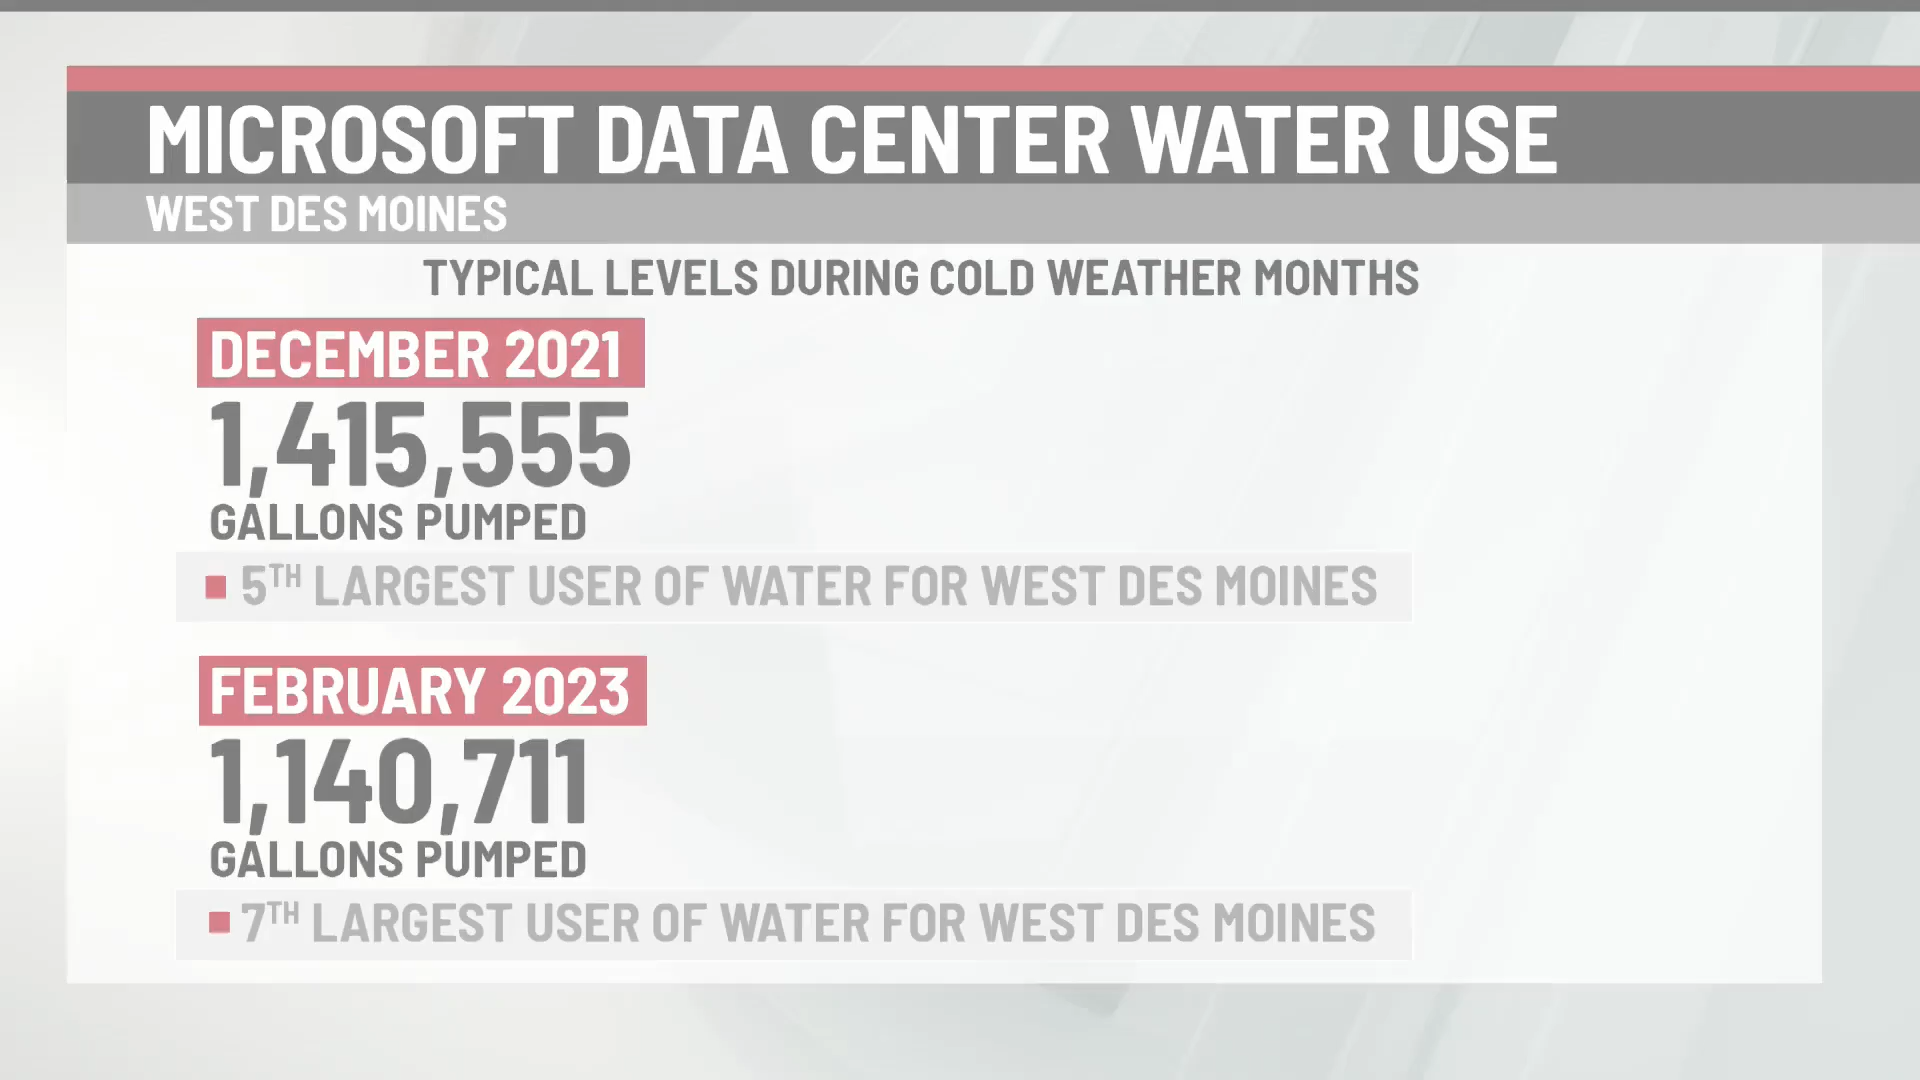 MICROSOFT DATA CENTER WATER USE
WEST DES MOINES
TYPICAL LEVELS DURING COLD WEATHER MONTHS
DECEMBER 2021
1,415,555
GALLONS PUMPED
5TH LARGEST USER OF WATER FOR WEST DES MOINES
FEBRUARY 2023
1,140,711
GALLONS PUMPED
7TH LARGEST USER OF WATER FOR WEST DES MOINES